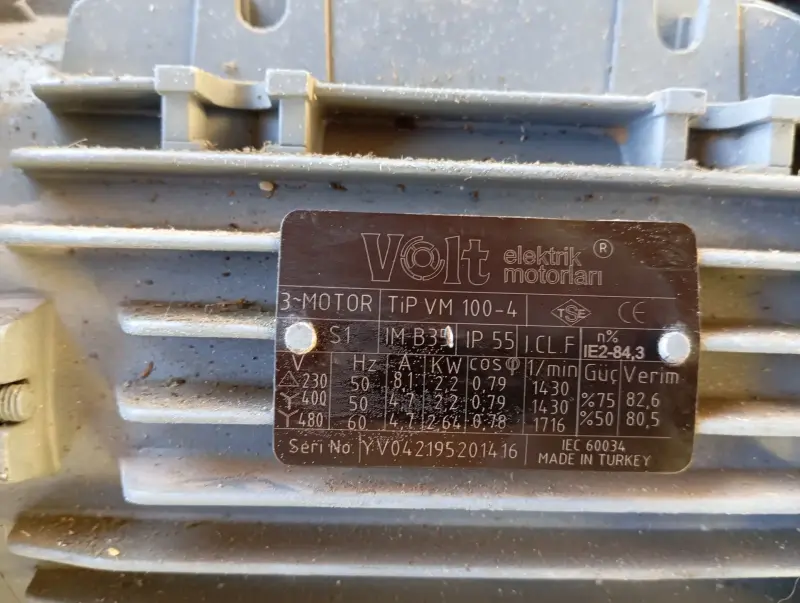 Volt elektrik motorları ®
3~MOTOR TİP VM 100-4 TSE CE
S1 IM B35 IP 55 I.CL.F n% IE2-84,3
V Hz A KW cosφ 1/min Güç Verim
△230 50 8,1 2,2 0,79 1430 %75 82,6
Y400 50 4,7 2,2 0,79 1430 %50 80,5
Y480 60 4,7 2.64 0.78 1716
Seri No YV042195201416 IEC 60034
MADE IN TURKEY